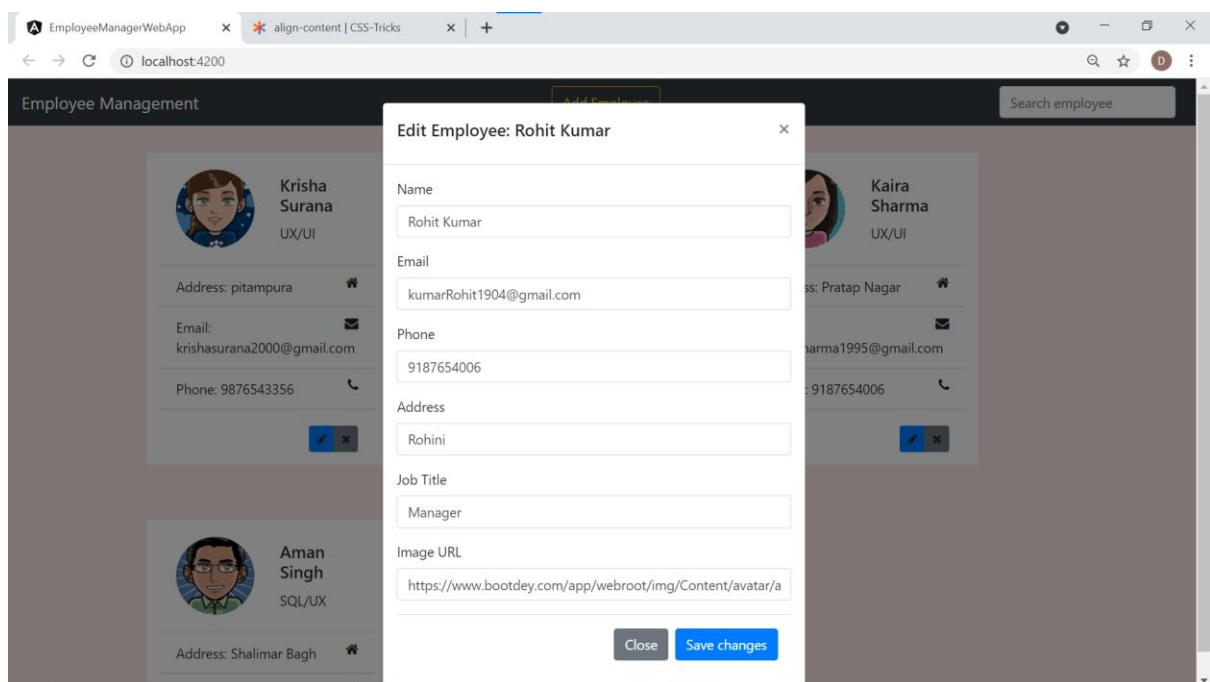 EmployeeManagerWebApp
align-content | CSS-Tricks
localhost:4200
D
Employee Management
Add Employee
Search employee
Edit Employee: Rohit Kumar
Name
Rohit Kumar
Email
kumarRohit1904@gmail.com
Phone
9187654006
Address
Rohini
Job Title
Manager
Image URL
https://www.bootdey.com/app/webroot/img/Content/avatar/a
Close
Save changes
Krisha
Surana
UX/UI
Address: pitampura
Email:
krishasurana2000@gmail.com
Phone: 9876543356
Kaira
Sharma
UX/UI
ss: Pratap Nagar
harma1995@gmail.com
: 9187654006
Aman
Singh
SQL/UX
Address: Shalimar Bagh